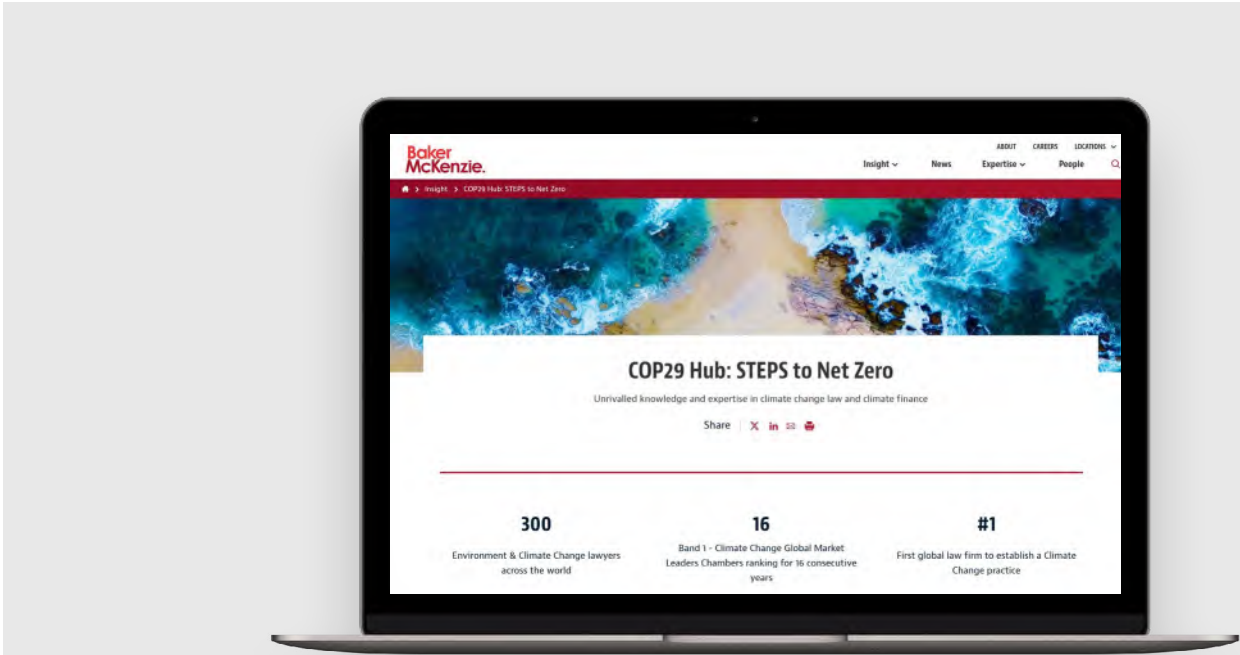 Baker
McKenzie.
ABOUT CAREERS LOCATIONS
Insight News Expertise People
Insight > COP29 Hub: STEPS to Net Zero
COP29 Hub: STEPS to Net Zero
Unrivalled knowledge and expertise in climate change law and climate finance
Share
300
Environment & Climate Change lawyers
across the world
16
Band 1 - Climate Change Global Market
Leaders Chambers ranking for 16 consecutive
years
#1
First global law firm to establish a Climate
Change practice